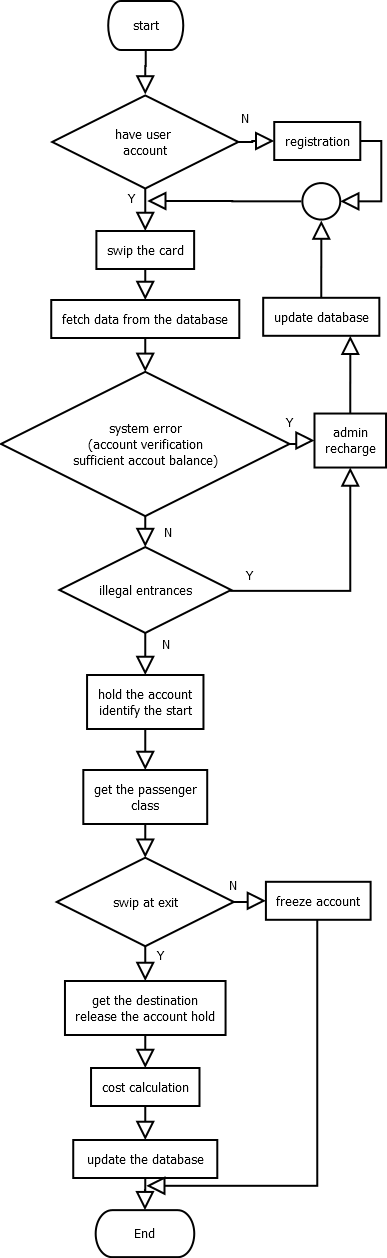 start
have user
account
N
registration
Y
swip the card
fetch data from the database
update database
system error
(account verification
sufficient accout balance)
Y
admin
recharge
N
illegal entrances
Y
N
hold the account
identify the start
get the passenger
class
swip at exit
N
freeze account
Y
get the destination
release the account hold
cost calculation
update the database
End